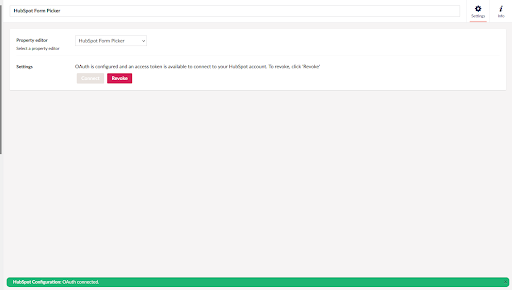 HubSpot Form Picker
Settings
Info
Property editor
HubSpot Form Picker
Select a property editor
Settings
OAuth is configured and an access token is available to connect to your HubSpot account. To revoke, click 'Revoke'
Connect
Revoke
HubSpot Configuration: OAuth connected.